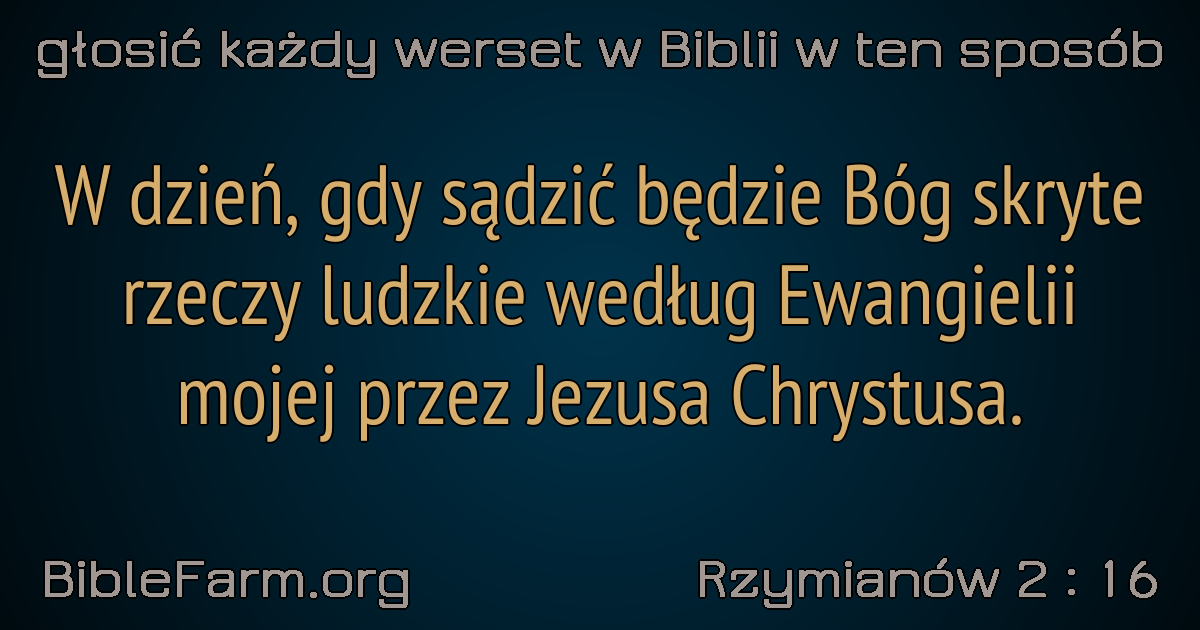 głosić każdy werset w Biblii w ten sposób
W dzień, gdy sądzić będzie Bóg skryte
rzeczy ludzkie według Ewangielii
mojej przez Jezusa Chrystusa.
BibleFarm.org
Rzymianów 2 : 16